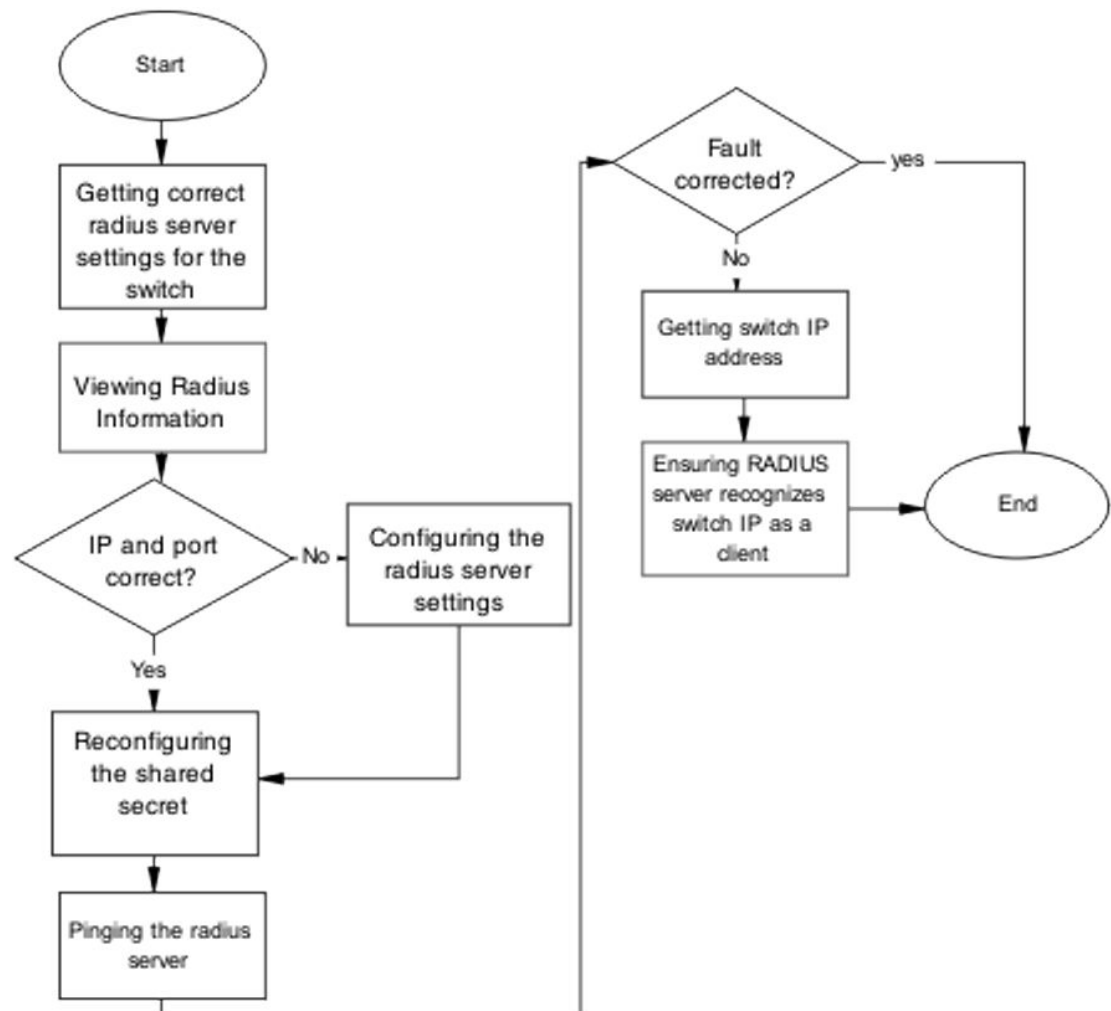 Start
Getting correct
radius server
settings for the
switch
Viewing Radius
Information
IP and port
correct?
No
Configuring the
radius server
settings
Yes
Reconfiguring
the shared
secret
Pinging the radius
server
Fault
corrected?
yes
No
Getting switch IP
address
Ensuring RADIUS
server recognizes
switch IP as a
client
End